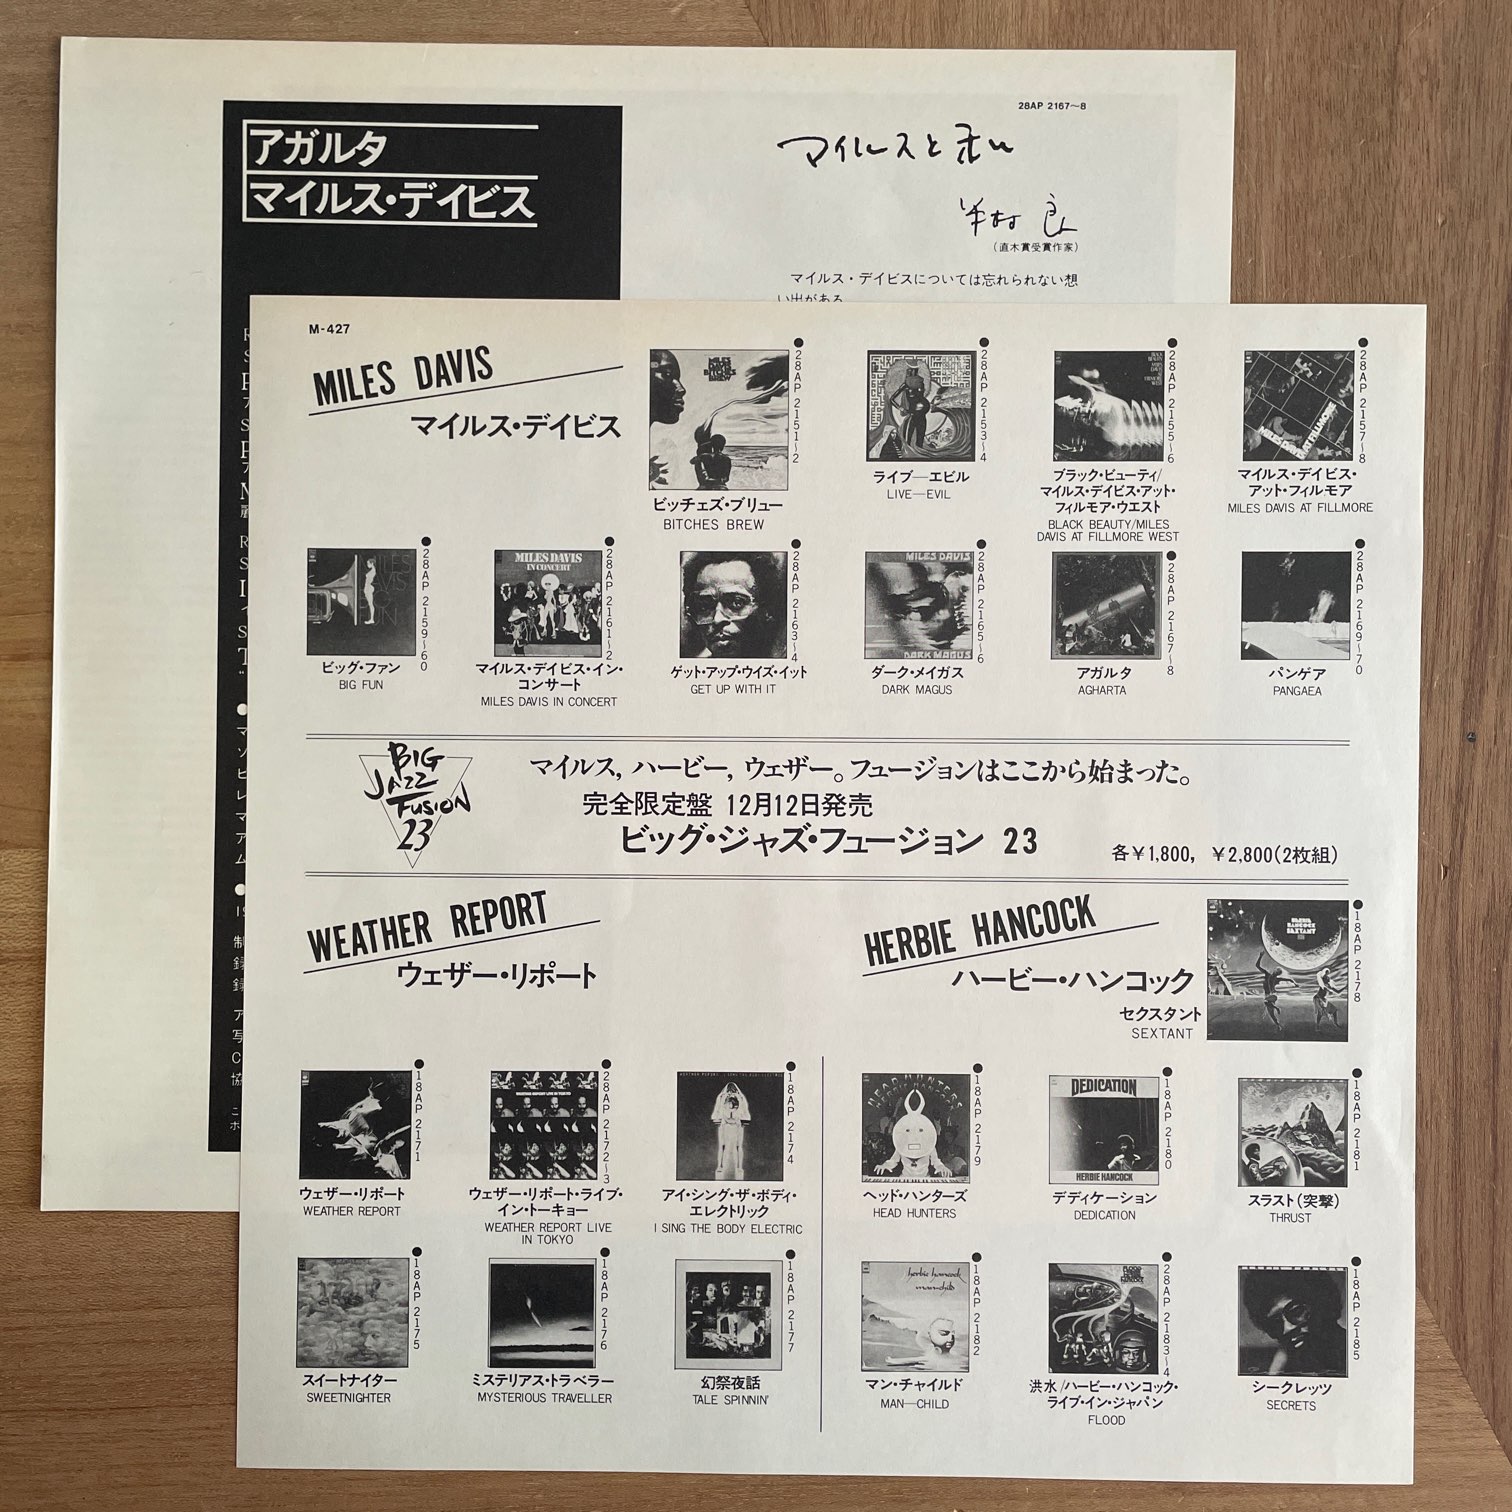 28AP 2167〜8
アガルタ
マイルス・デイビス
マイルスと
半村 良
(直木賞受賞作家)
マイルス・デイビスについては忘れられない想
い出がある
M-427
MILES DAVIS
マイルス・デイビス
28AP 2151〜2
ビッチェズ・ブリュー
BITCHES BREW
28AP 2153〜4
ライブ—エビル
LIVE—EVIL
28AP 2155〜6
ブラック・ビューティ/
マイルス・デイビス・アット・
フィルモア・ウエスト
BLACK BEAUTY/MILES
DAVIS AT FILLMORE WEST
28AP 2157〜8
マイルス・デイビス・
アット・フィルモア
MILES DAVIS AT FILLMORE
28AP 2159〜60
ビッグ・ファン
BIG FUN
MILES DAVIS
IN CONCERT
28AP 2161〜2
マイルス・デイビス・イン・
コンサート
MILES DAVIS IN CONCERT
28AP 2163〜4
ゲット・アップ・ウイズ・イット
GET UP WITH IT
MILES DAVIS
DARK MAGUS
28AP 2165〜6
ダーク・メイガス
DARK MAGUS
28AP 2167〜8
アガルタ
AGHARTA
28AP 2169〜70
パンゲア
PANGAEA
BIG
JAZZ
FUSION
23
マイルス, ハービー, ウェザー。フュージョンはここから始まった。
完全限定盤 12月12日発売
ビッグ・ジャズ・フュージョン 23
各￥1,800, ￥2,800(2枚組)
WEATHER REPORT
ウェザー・リポート
HERBIE HANCOCK
ハービー・ハンコック
セクスタント
SEXTANT
18AP 2178
18AP 2171
ウェザー・リポート
WEATHER REPORT
28AP 2172〜3
ウェザー・リポート・ライブ・
イン・トーキョー
WEATHER REPORT LIVE
IN TOKYO
18AP 2174
アイ・シング・ザ・ボディ・
エレクトリック
I SING THE BODY ELECTRIC
HEAD HUNTERS
18AP 2179
ヘッド・ハンターズ
HEAD HUNTERS
DEDICATION
HERBIE HANCOCK
18AP 2180
デディケーション
DEDICATION
18AP 2181
スラスト(突撃)
THRUST
18AP 2175
スイートナイター
SWEETNIGHTER
18AP 2176
ミステリアス・トラベラー
MYSTERIOUS TRAVELLER
18AP 2177
幻祭夜話
TALE SPINNIN'
herbie hancock
man-child
18AP 2182
マン・チャイルド
MAN—CHILD
28AP 2183〜4
洪水/ハービー・ハンコック・
ライブ・イン・ジャパン
FLOOD
18AP 2185
シークレッツ
SECRETS